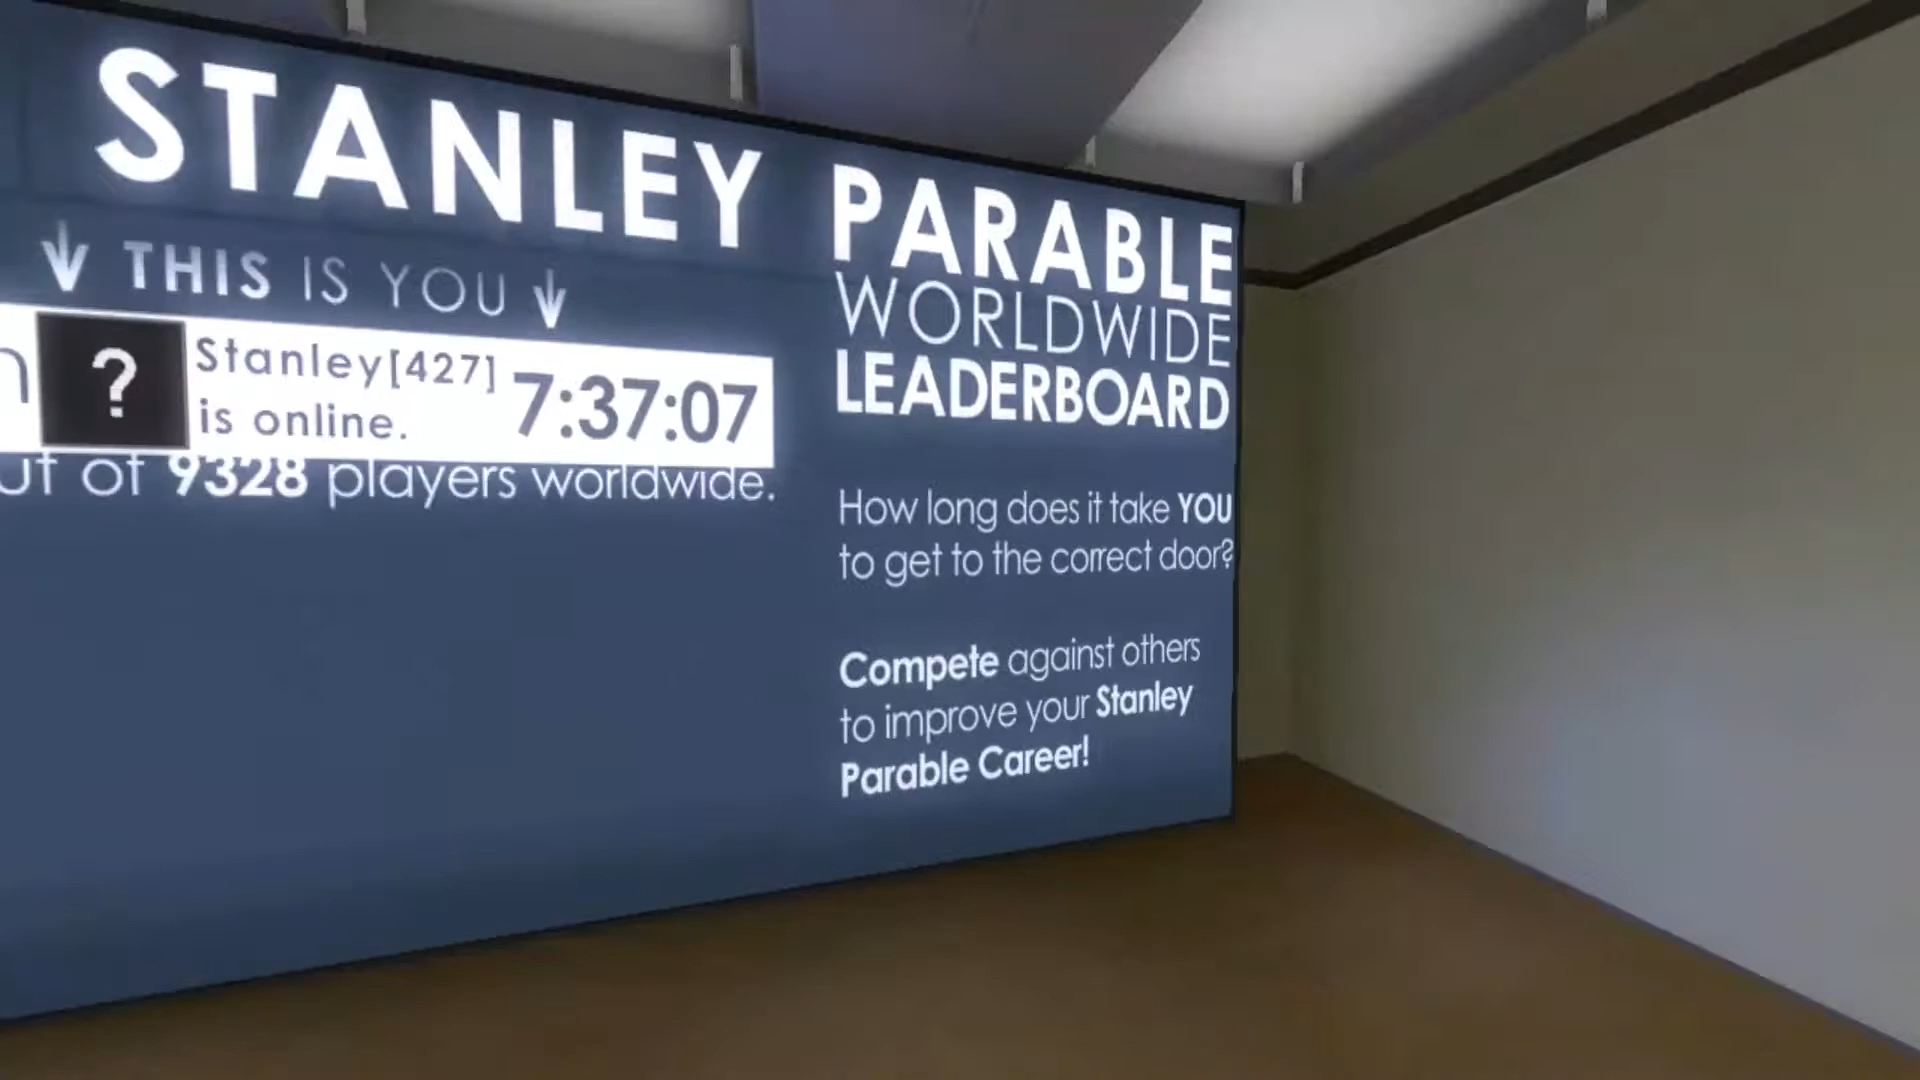 STANLEY PARABLE
WORLDWIDE
LEADERBOARD
THIS IS YOU
?
Stanley[427]
is online.
7:37:07
of 9328 players worldwide.
How long does it take YOU
to get to the correct door?
Compete against others
to improve your Stanley
Parable Career!